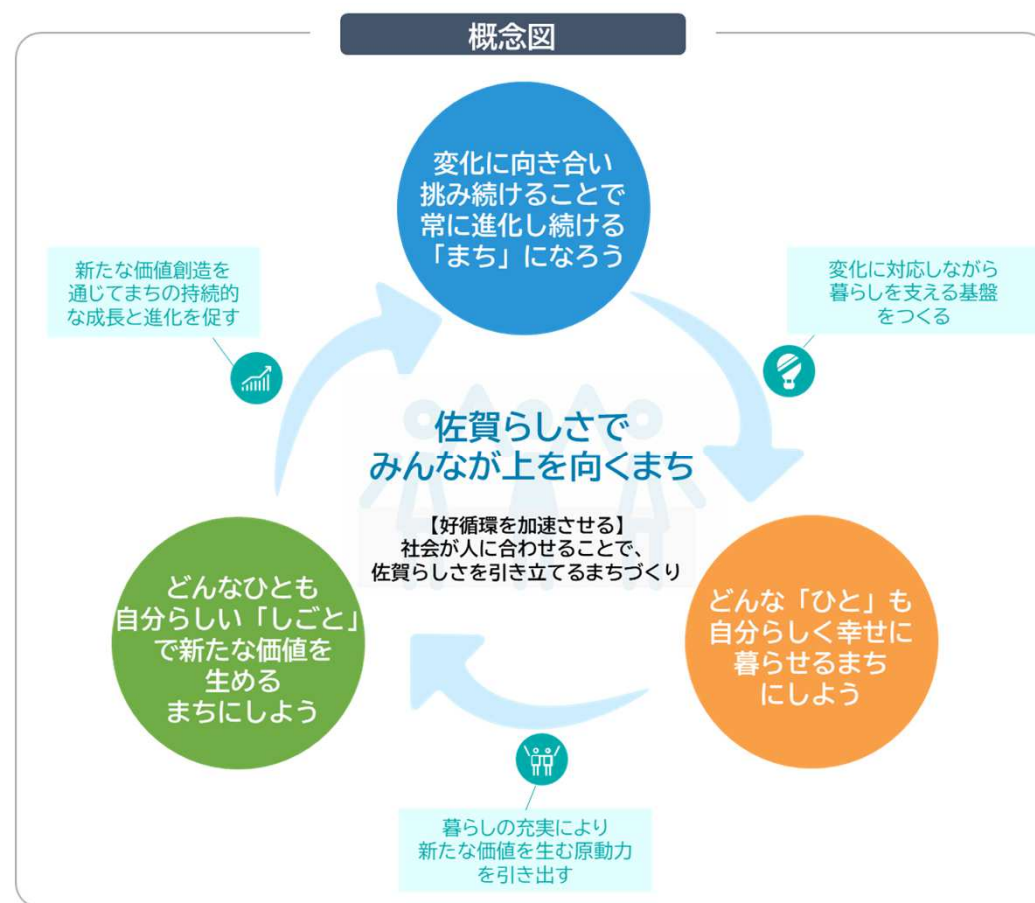 概念図
変化に向き合い
挑み続けることで
常に進化し続ける
「まち」になろう
新たな価値創造を
通じてまちの持続的
な成長と進化を促す
変化に対応しながら
暮らしを支える基盤
をつくる
佐賀らしさで
みんなが上を向くまち
【好循環を加速させる】
社会が人に合わせることで、
佐賀らしさを引き立てるまちづくり
どんなひとも
自分らしい「しごと」
で新たな価値を
生める
まちにしよう
どんな「ひと」も
自分らしく幸せに
暮らせるまち
にしよう
暮らしの充実により
新たな価値を生む原動力
を引き出す